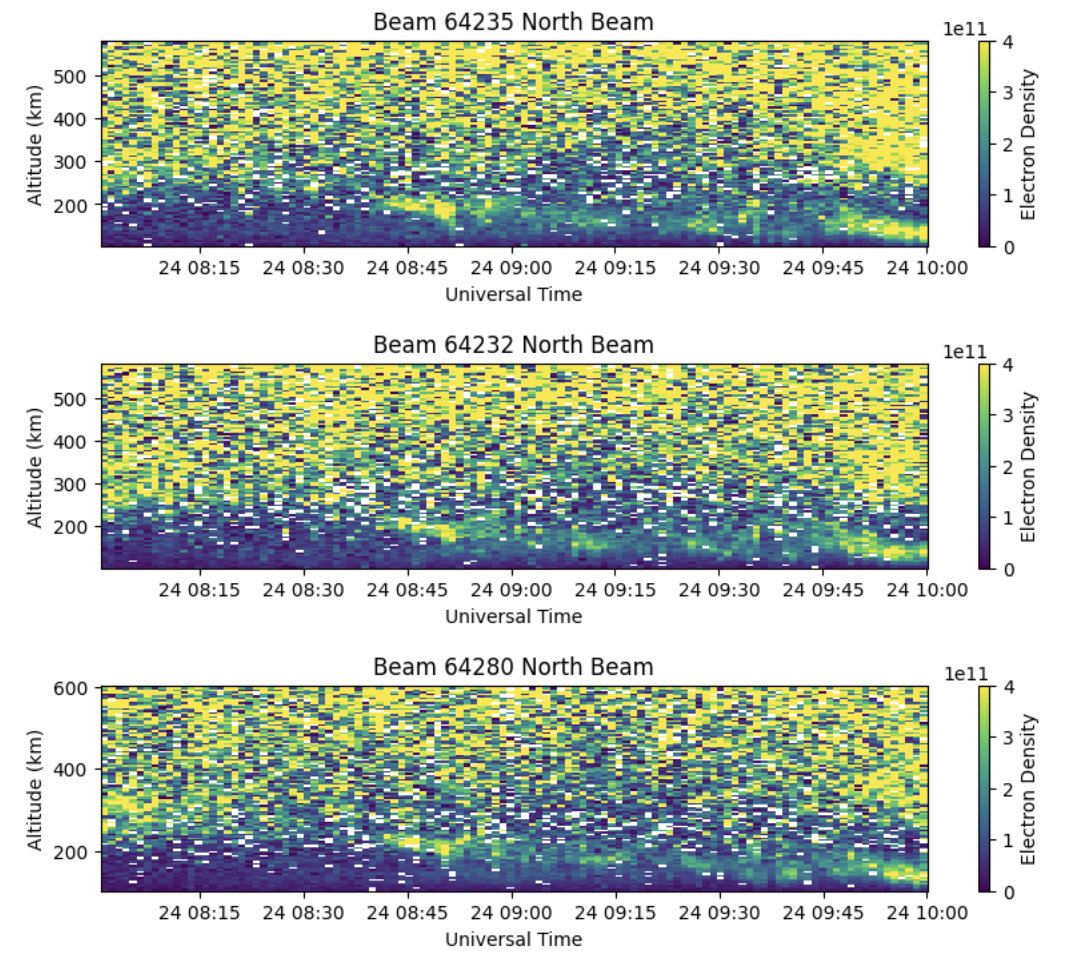 Beam 64235 North Beam
1e11
Altitude (km)
500
400
300
200
4
3
2
1
0
Electron Density
24 08:15 24 08:30 24 08:45 24 09:00 24 09:15 24 09:30 24 09:45 24 10:00
Universal Time
Beam 64232 North Beam
1e11
Altitude (km)
500
400
300
200
4
3
2
1
0
Electron Density
24 08:15 24 08:30 24 08:45 24 09:00 24 09:15 24 09:30 24 09:45 24 10:00
Universal Time
Beam 64280 North Beam
1e11
Altitude (km)
600
400
200
4
3
2
1
0
Electron Density
24 08:15 24 08:30 24 08:45 24 09:00 24 09:15 24 09:30 24 09:45 24 10:00
Universal Time